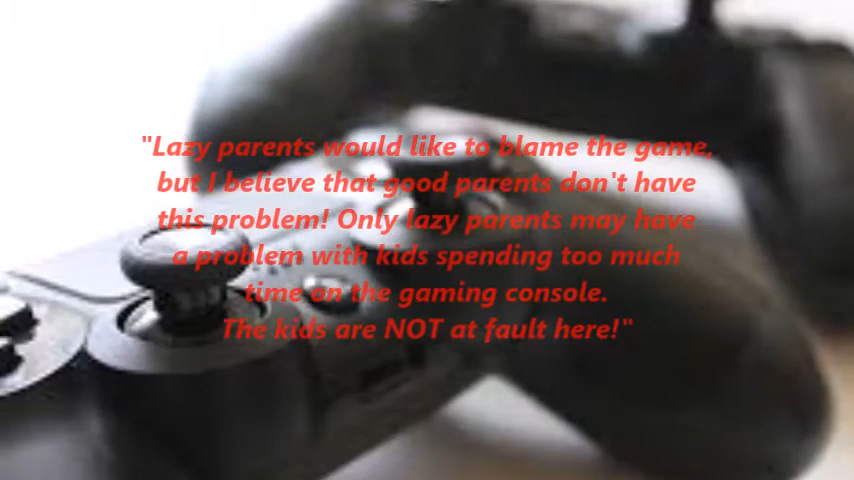 "Lazy parents would like to blame the game,
but I believe that good parents don't have
this problem! Only lazy parents may have
a problem with kids spending too much
time on the gaming console.
The kids are NOT at fault here!"